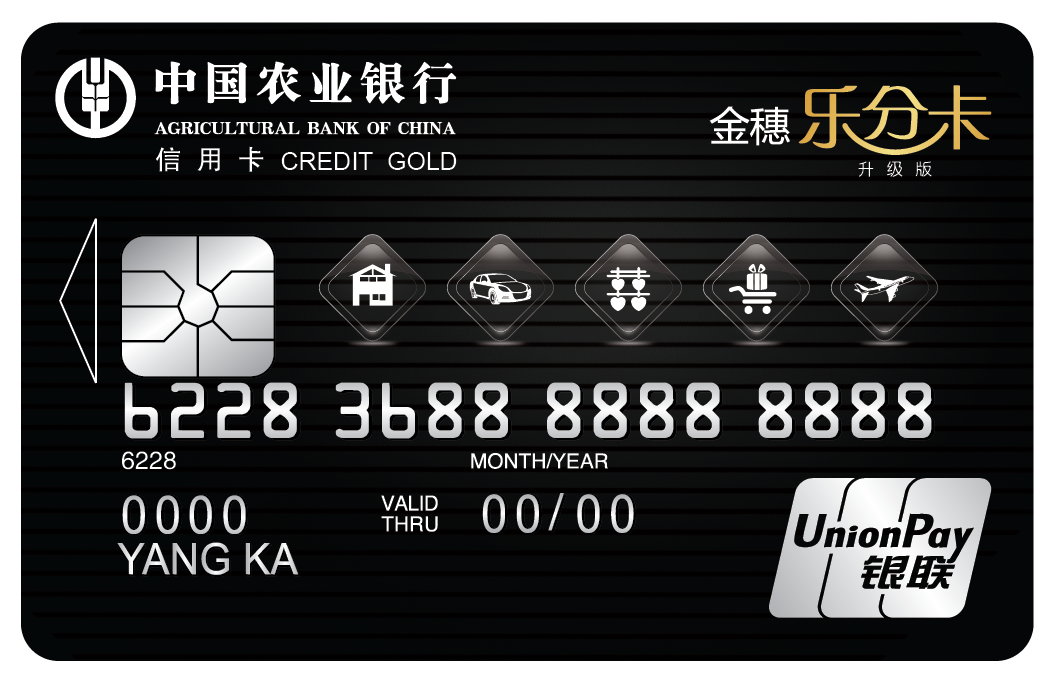 中国农业银行
AGRICULTURAL BANK OF CHINA
信用卡 CREDIT GOLD
金穗 乐分卡
升级版
6228 3688 8888 8888
6228 MONTH/YEAR
0000 VALID THRU 00/00
YANG KA
UnionPay
银联